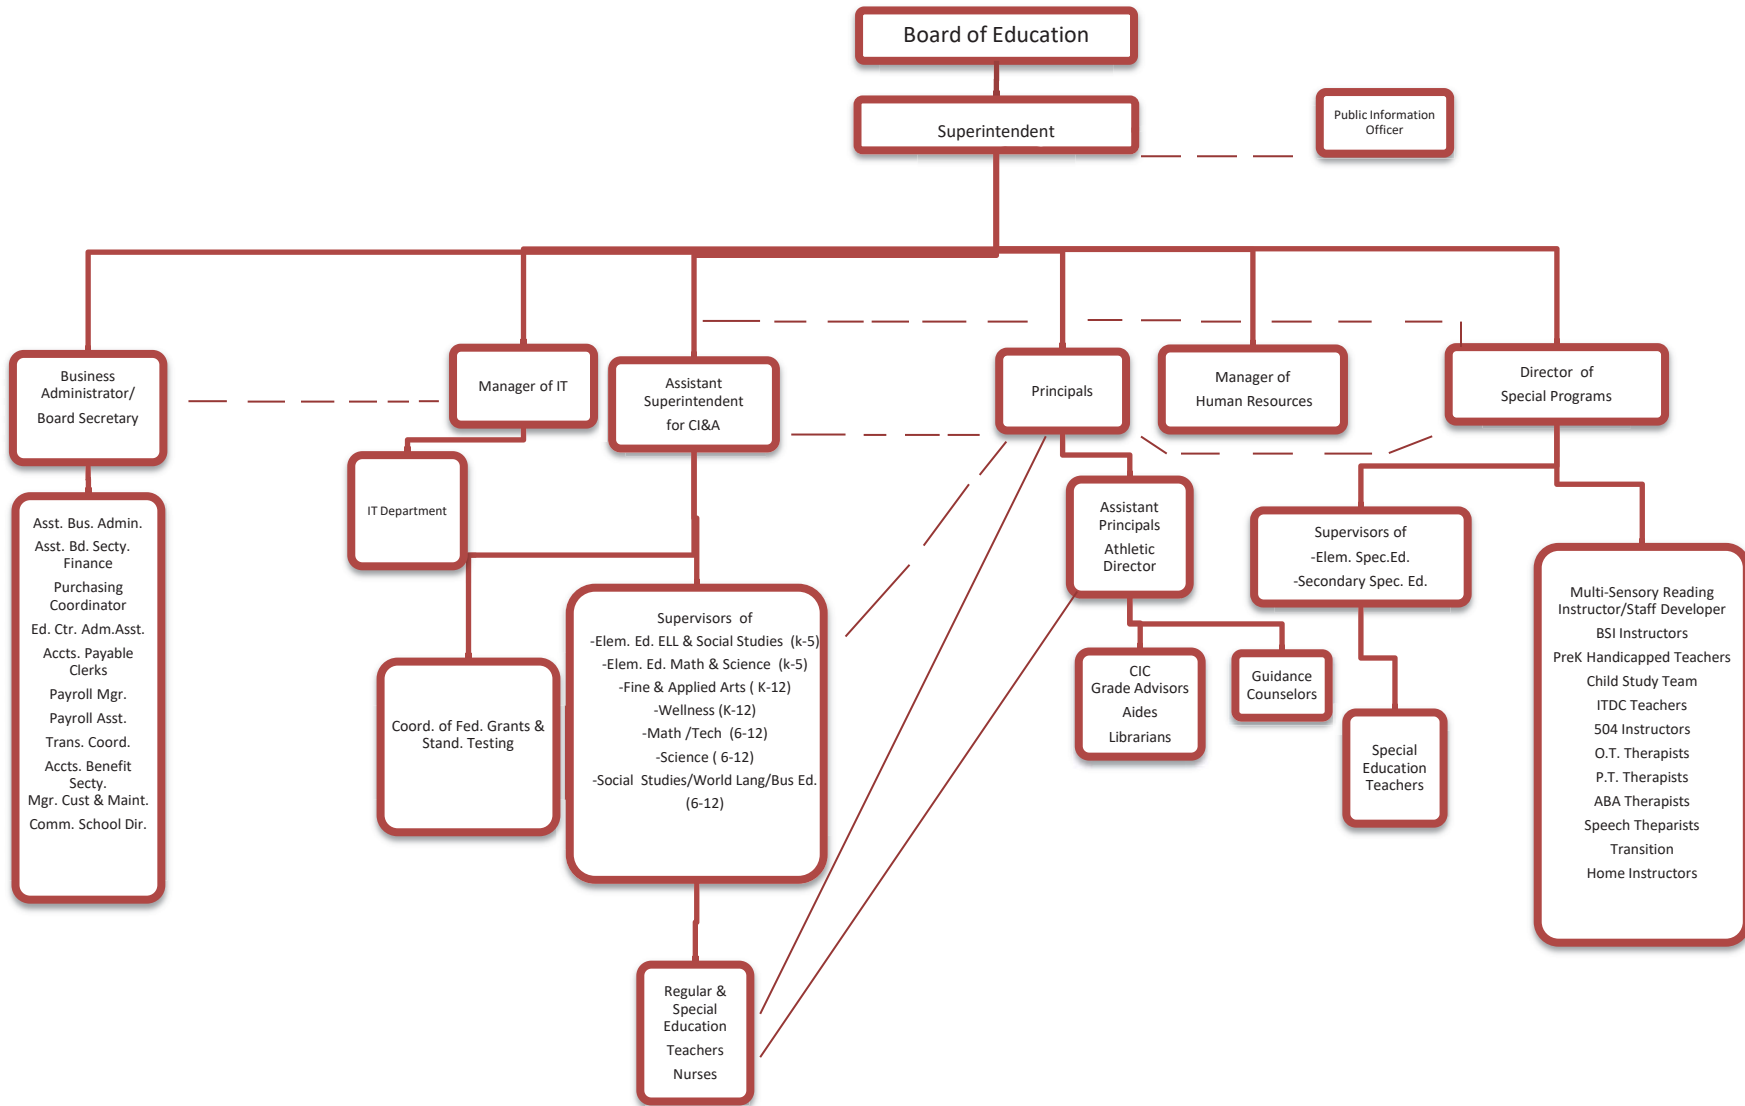 Board of Education
Superintendent
Public Information
Officer
Business
Administrator/
Board Secretary
Manager of IT
Assistant
Superintendent
for CI&A
Principals
Manager of
Human Resources
Director of
Special Programs
Asst. Bus. Admin.
Asst. Bd. Secty.
Finance
Purchasing
Coordinator
Ed. Ctr. Adm.Asst.
Accts. Payable
Clerks
Payroll Mgr.
Payroll Asst.
Trans. Coord.
Accts. Benefit
Secty.
Mgr. Cust & Maint.
Comm. School Dir.
IT Department
Coord. of Fed. Grants &
Stand. Testing
Supervisors of
-Elem. Ed. ELL & Social Studies (k-5)
-Elem. Ed. Math & Science (k-5)
-Fine & Applied Arts ( K-12)
-Wellness (K-12)
-Math /Tech (6-12)
-Science ( 6-12)
-Social Studies/World Lang/Bus Ed.
(6-12)
Regular &
Special
Education
Teachers
Nurses
Assistant
Principals
Athletic
Director
CIC
Grade Advisors
Aides
Librarians
Guidance
Counselors
Supervisors of
-Elem. Spec.Ed.
-Secondary Spec. Ed.
Special
Education
Teachers
Multi-Sensory Reading
Instructor/Staff Developer
BSI Instructors
PreK Handicapped Teachers
Child Study Team
ITDC Teachers
504 Instructors
O.T. Therapists
P.T. Therapists
ABA Therapists
Speech Theparists
Transition
Home Instructors